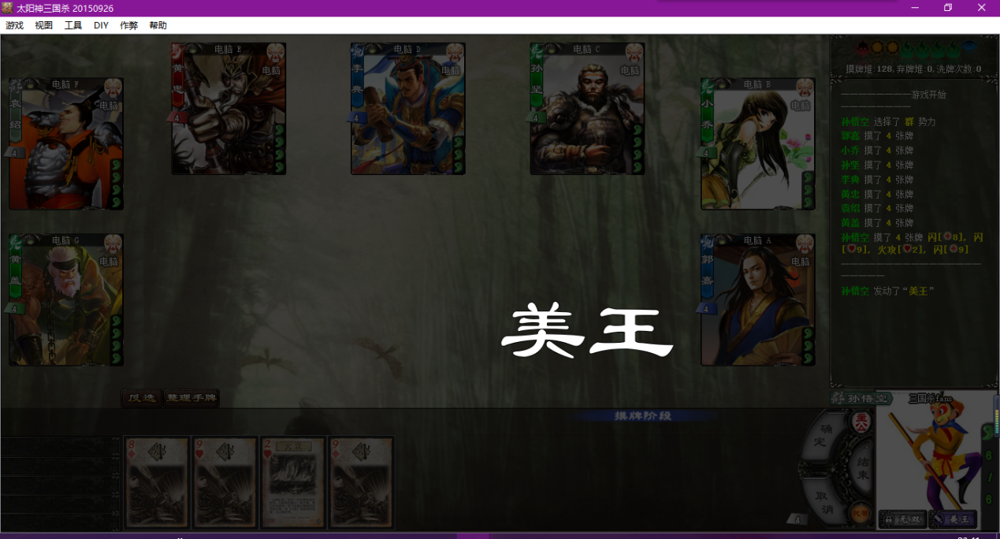 太阳神三国杀 20150926
游戏 视图 工具 DIY 作弊 帮助
电脑 F
电脑
袁绍
4
电脑 E
电脑
黄忠
4
电脑 D
电脑
李典
4
电脑 C
电脑
孙坚
4
电脑 B
电脑
小乔
4
电脑 G
电脑
黄盖
4
电脑 A
电脑
郭嘉
4
摸牌堆:128,弃牌堆:0,洗牌次数:0
————————游戏开始
————————
孙悟空 选择了 群 势力
郭嘉 摸了 4 张牌
小乔 摸了 4 张牌
孙坚 摸了 4 张牌
李典 摸了 4 张牌
黄忠 摸了 4 张牌
袁绍 摸了 4 张牌
黄盖 摸了 4 张牌
孙悟空 摸了 4 张牌 闪[♦8], 闪
[♥9], 火攻[♥2], 闪[♦9]
孙悟空 发动了“美王”
美王
反选 整理手牌
摸牌阶段
8 闪
9 闪
2 火攻
9 闪
群 孙悟空 三国杀fans
主公
确定
结束
取消
6
/
6
4
无双 美王